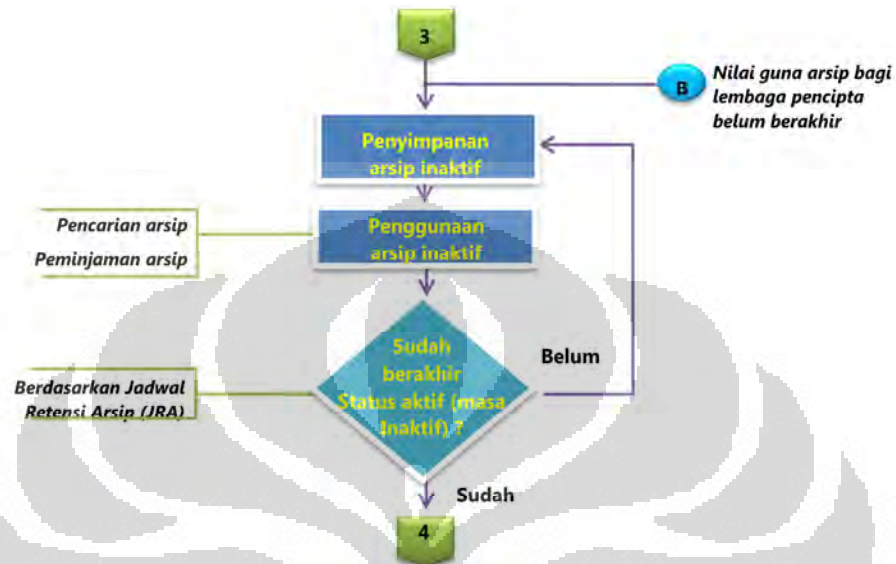 3
B
Nilai guna arsip bagi
lembaga pencipta
belum berakhir
Penyimpanan
arsip inaktif
Pencarian arsip
Peminjaman arsip
Penggunaan
arsip inaktif
Sudah
berakhir
Status aktif (masa
Inaktif) ?
Belum
Berdasarkan Jadwal
Retensi Arsip (JRA)
Sudah
4